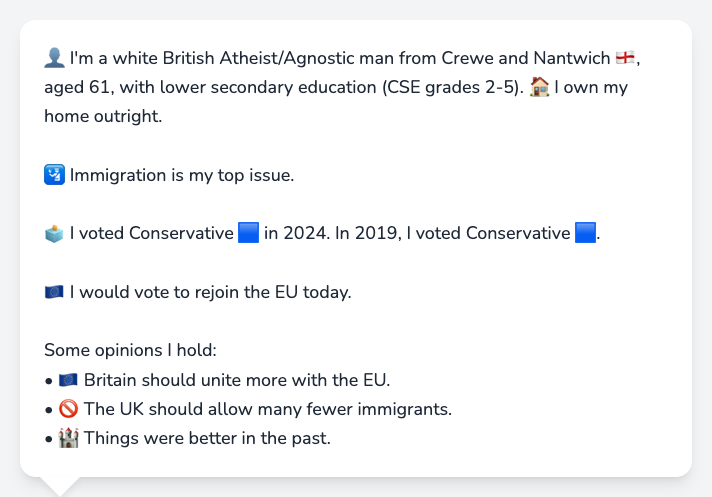 👤 I'm a white British Atheist/Agnostic man from Crewe and Nantwich 🏴󠁧󠁢󠁥󠁮󠁧󠁿,
aged 61, with lower secondary education (CSE grades 2-5). 🏠 I own my
home outright.
🛂 Immigration is my top issue.
🗳️ I voted Conservative 🟦 in 2024. In 2019, I voted Conservative 🟦.
🇪🇺 I would vote to rejoin the EU today.
Some opinions I hold:
• 🇪🇺 Britain should unite more with the EU.
• 🚫 The UK should allow many fewer immigrants.
• 🏰 Things were better in the past.